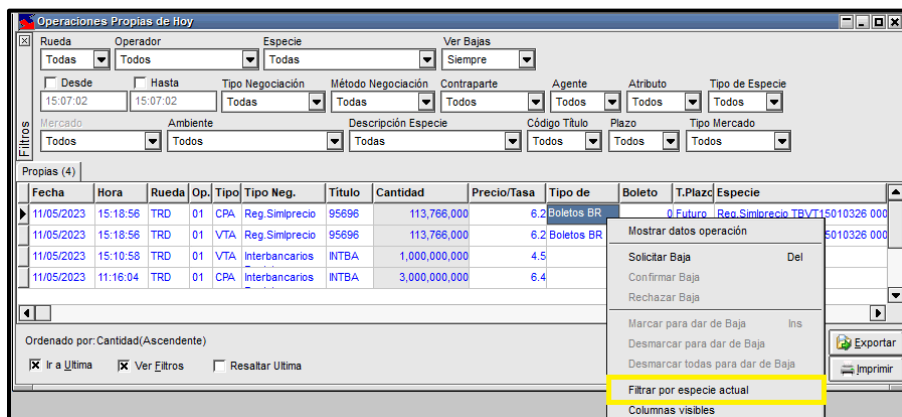 Operaciones Propias de Hoy
Filtros
Rueda Operador Especie Ver Bajas
Todas Todos Todas Siempre
Desde Hasta Tipo Negociación Método Negociación Contraparte Agente Atributo Tipo de Especie
15:07:02 15:07:02 Todas Todas Todos Todos Todos Todos
Mercado Ambiente Descripción Especie Código Título Plazo Tipo Mercado
Todos Todos Todas Todos Todos Todos
Propias (4)
Fecha Hora Rueda Op. Tipo Tipo Neg. Título Cantidad Precio/Tasa Tipo de Boleto T.Plazo Especie
11/05/2023 15:18:56 TRD 01 CPA Reg.Simlprecio 95696 113,766,000 6.2 Boletos BR 0 Futuro Reg.Simlprecio TBVT15010326 000
11/05/2023 15:18:56 TRD 01 VTA Reg.Simlprecio 95696 113,766,000 6.2 Boletos BR 5010326 000
11/05/2023 15:10:58 TRD 01 VTA Interbancarios INTBA 1,000,000,000 4.5
11/05/2023 11:16:04 TRD 01 CPA Interbancarios INTBA 3,000,000,000 6.4
Mostrar datos operación
Solicitar Baja Del
Confirmar Baja
Rechazar Baja
Marcar para dar de Baja Ins
Desmarcar para dar de Baja
Desmarcar todas para dar de Baja
Filtrar por especie actual
Columnas visibles
Ordenado por: Cantidad(Ascendente)
Ir a Ultima Ver Filtros Resaltar Ultima
Exportar
Imprimir